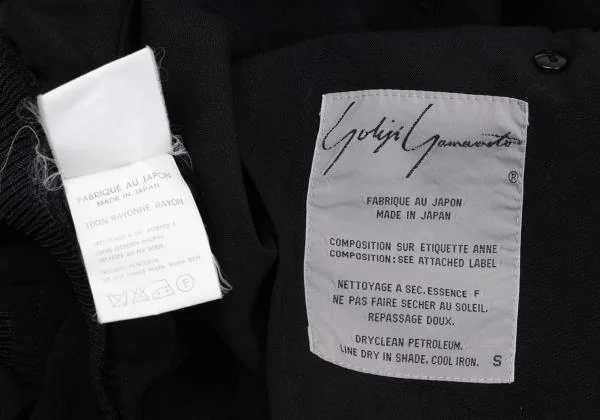 FABRIQUE AU JAPON
MADE IN JAPAN
100% RAYONNE RAYON
F
Yohji Yamamoto
®
FABRIQUE AU JAPON
MADE IN JAPAN
COMPOSITION SUR ETIQUETTE ANNE
COMPOSITION: SEE ATTACHED LABEL
NETTOYAGE A SEC. ESSENCE F
NE PAS FAIRE SECHER AU SOLEIL.
REPASSAGE DOUX.
DRYCLEAN PETROLEUM.
LINE DRY IN SHADE. COOL IRON. S